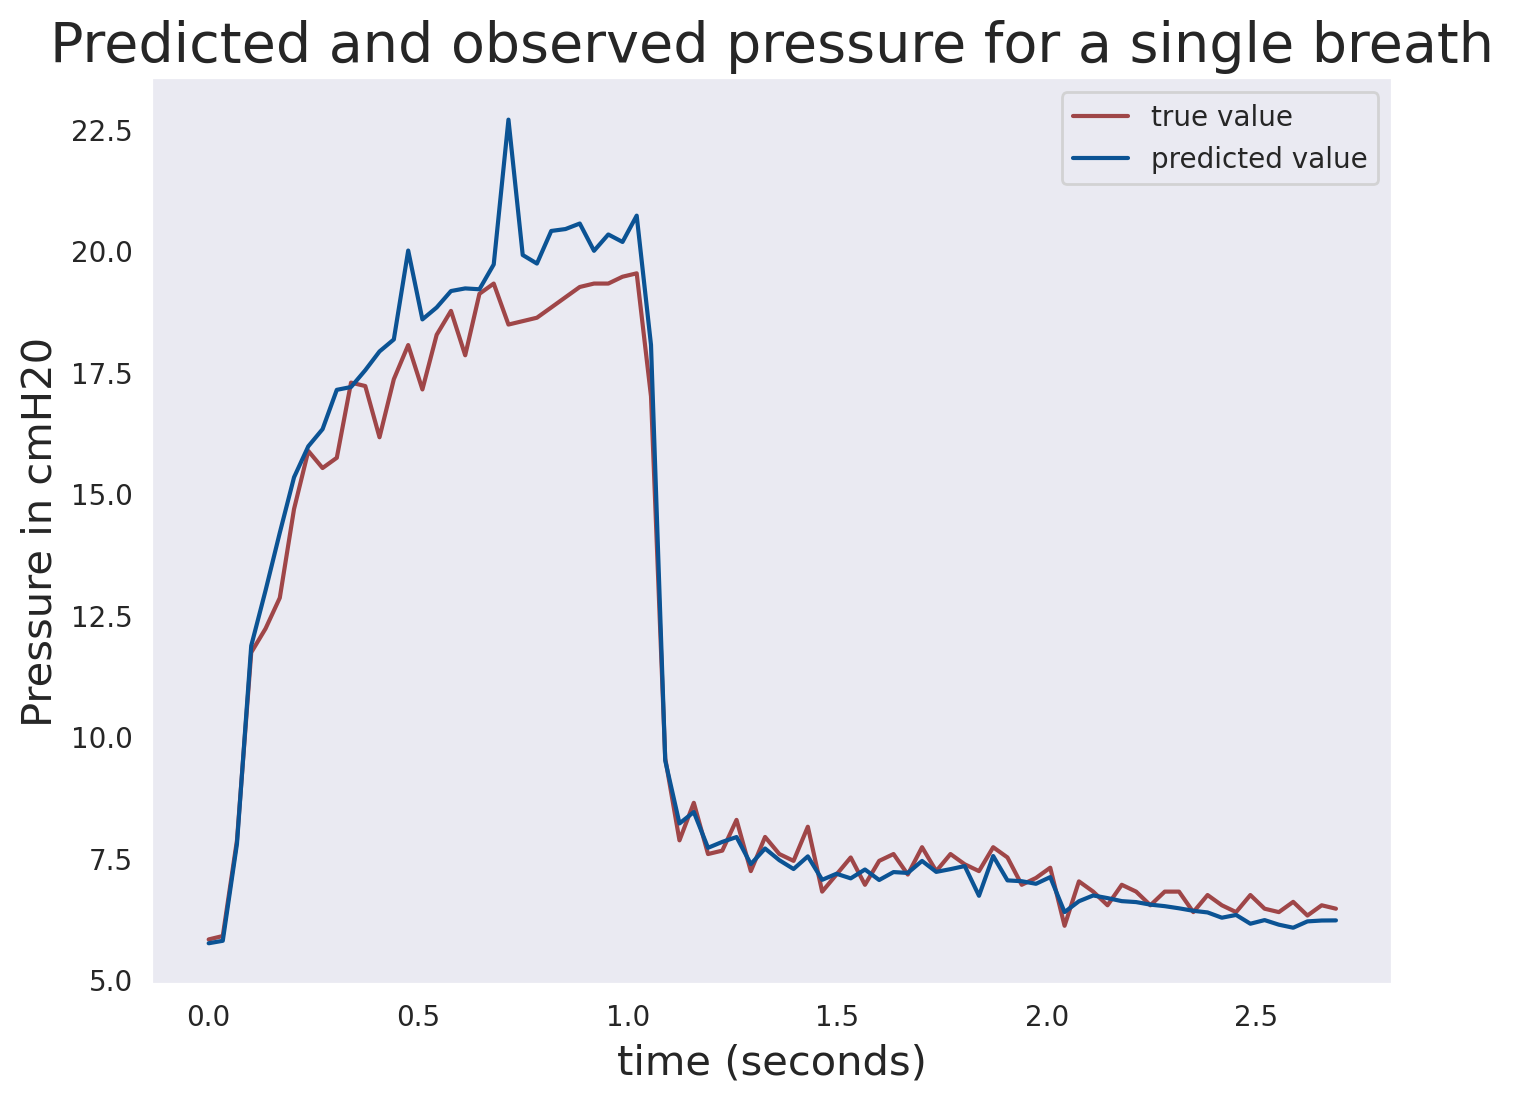 Predicted and observed pressure for a single breath
true value
predicted value
Pressure in cmH20
22.5
20.0
17.5
15.0
12.5
10.0
7.5
5.0
0.0 0.5 1.0 1.5 2.0 2.5
time (seconds)